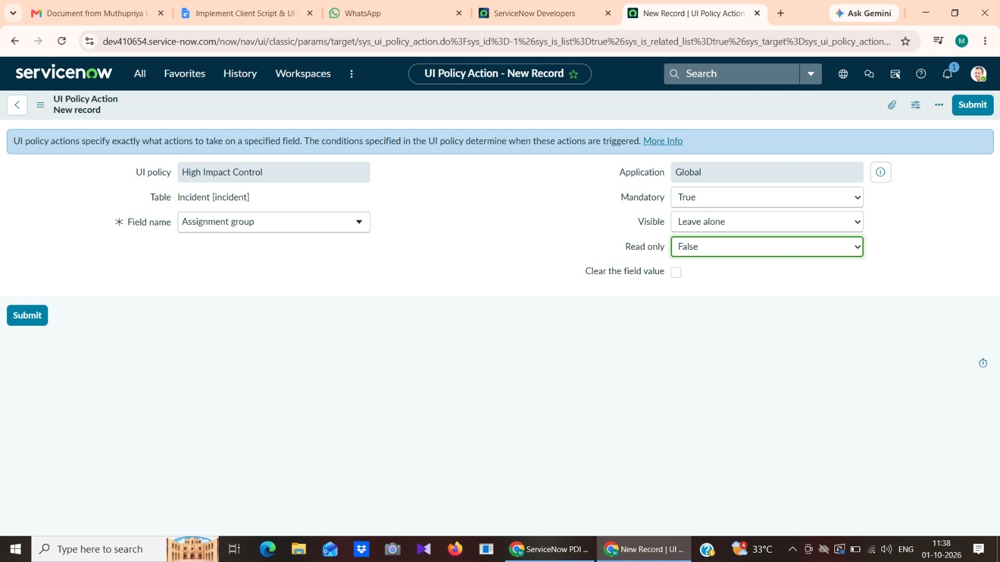 Document from Muthupriya U
Implement Client Script & UI
WhatsApp
ServiceNow Developers
New Record | UI Policy Action
Ask Gemini
dev410654.service-now.com/now/nav/ui/classic/params/target/sys_ui_policy_action.do%3Fsys_id%3D-1%26sys_is_list%3Dtrue%26sys_is_related_list%3Dtrue%26sys_target%3Dsys_ui_policy_action...
M
servicenow
All
Favorites
History
Workspaces
UI Policy Action - New Record
Search
1
UI Policy Action
New record
Submit
UI policy actions specify exactly what actions to take on a specified field. The conditions specified in the UI policy determine when these actions are triggered. More Info
UI policy High Impact Control
Application Global
Table Incident [incident]
Mandatory True
Field name Assignment group
Visible Leave alone
Read only False
Clear the field value
Submit
Type here to search
ServiceNow PDI ...
New Record | UI ...
4
33°C
ENG
11:38
01-10-2026